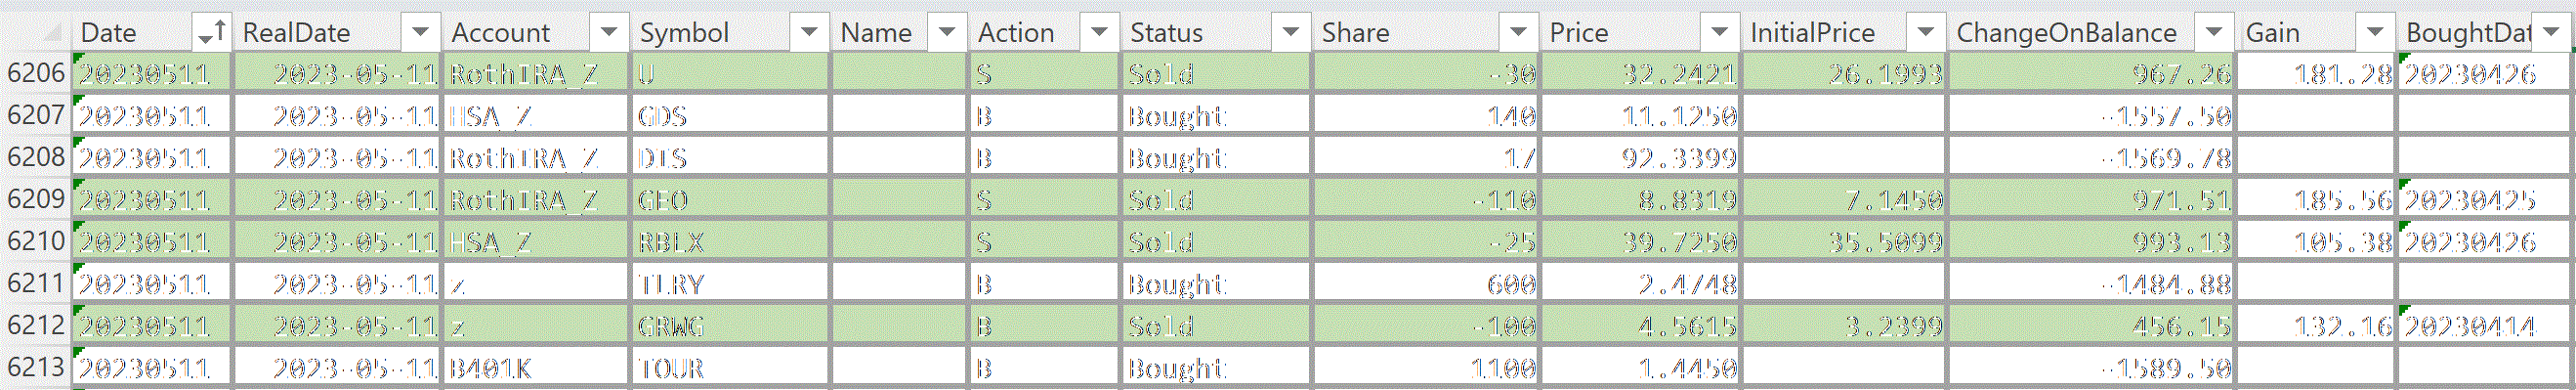 Date RealDate Account Symbol Name Action Status Share Price InitialPrice ChangeOnBalance Gain BoughtDat
6206 20230511 2023-05-11 RothIRA_Z U S Sold -30 32.2421 26.1993 967.26 181.28 20230426
6207 20230511 2023-05-11 HSA_Z GDS B Bought 140 11.1250 -1557.50
6208 20230511 2023-05-11 RothIRA_Z DIS B Bought 17 92.3399 -1569.78
6209 20230511 2023-05-11 RothIRA_Z GEO S Sold -110 8.8319 7.1450 971.51 185.56 20230425
6210 20230511 2023-05-11 HSA_Z RBLX S Sold -25 39.7250 35.5099 993.13 105.38 20230426
6211 20230511 2023-05-11 z TLRY B Bought 600 2.4748 -1484.88
6212 20230511 2023-05-11 z GRWG B Sold -100 4.5615 3.2399 456.15 132.16 20230414
6213 20230511 2023-05-11 B401K TOUR B Bought 1100 1.4450 -1589.50